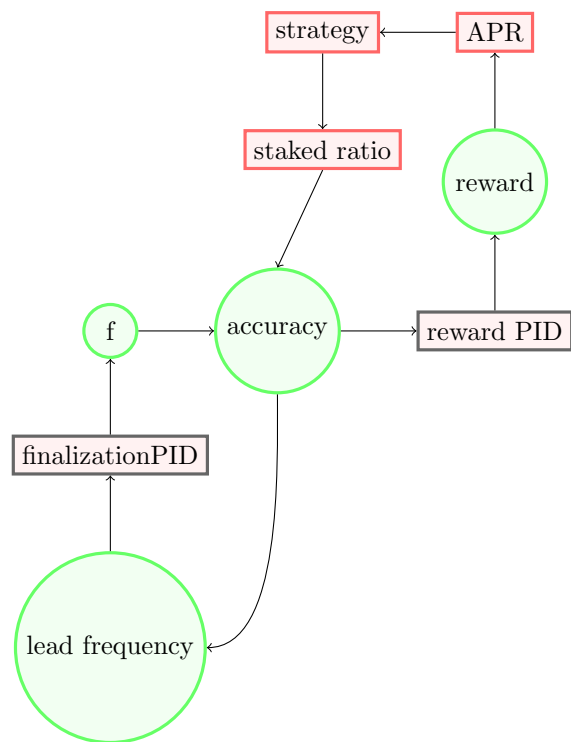 strategy
APR
staked ratio
reward
f
accuracy
reward PID
finalizationPID
lead frequency